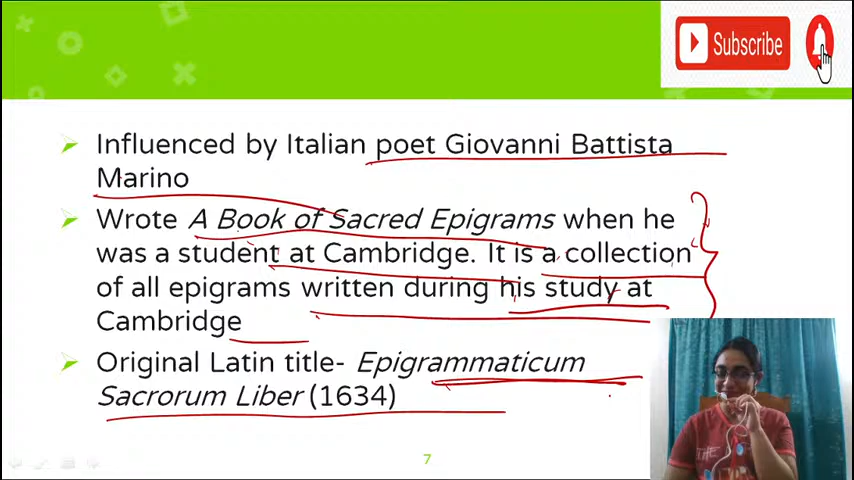 Subscribe
Influenced by Italian poet Giovanni Battista
Marino
Wrote A Book of Sacred Epigrams when he
was a student at Cambridge. It is a collection
of all epigrams written during his study at
Cambridge
Original Latin title- Epigrammaticum
Sacrorum Liber (1634)
THE
7